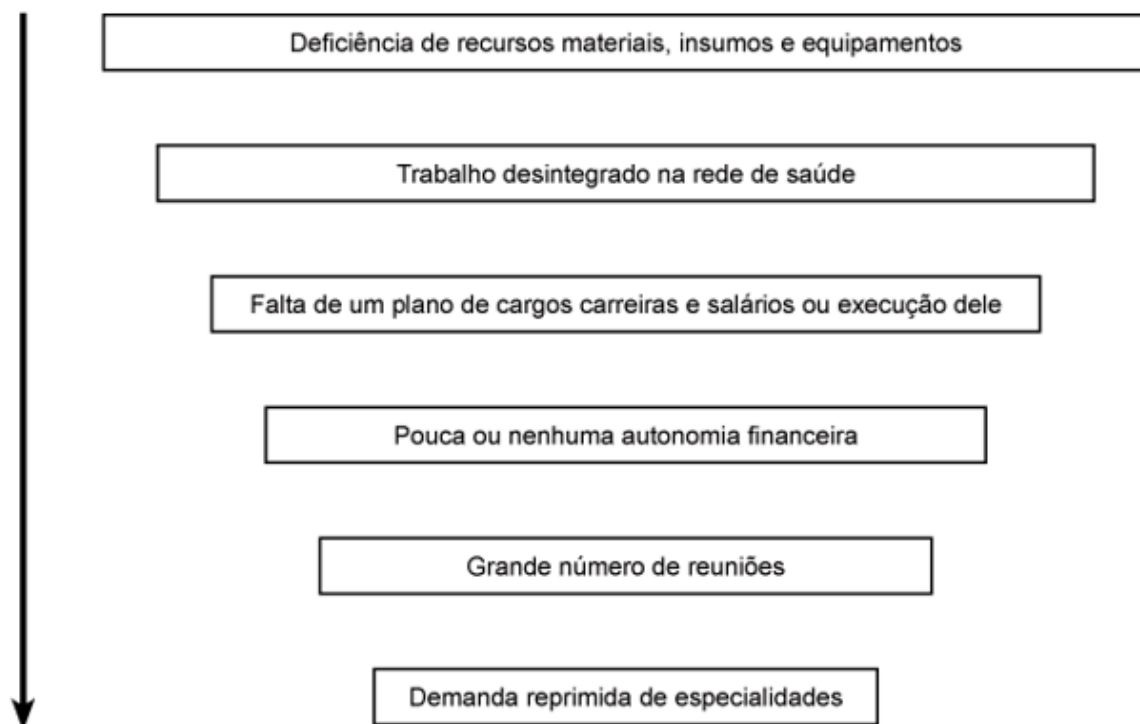 Deficiência de recursos materiais, insumos e equipamentos
Trabalho desintegrado na rede de saúde
Falta de um plano de cargos carreiras e salários ou execução dele
Pouca ou nenhuma autonomia financeira
Grande número de reuniões
Demanda reprimida de especialidades